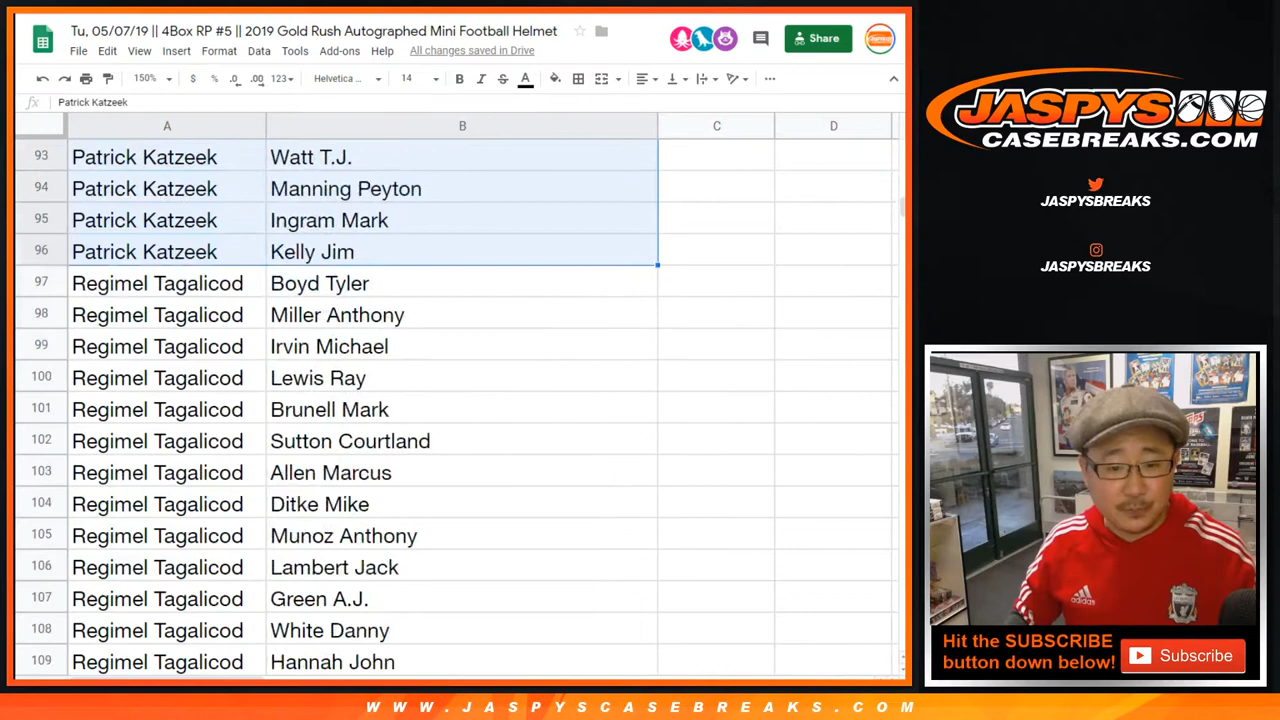 Tu, 05/07/19 || 4Box RP #5 || 2019 Gold Rush Autographed Mini Football Helmet
File Edit View Insert Format Data Tools Add-ons Help All changes saved in Drive
Share
150% $ % .0 .00 123 Helvetica ... 14 B I S A
fx Patrick Katzeek
A B C D
93 Patrick Katzeek Watt T.J.
94 Patrick Katzeek Manning Peyton
95 Patrick Katzeek Ingram Mark
96 Patrick Katzeek Kelly Jim
97 Regimel Tagalicod Boyd Tyler
98 Regimel Tagalicod Miller Anthony
99 Regimel Tagalicod Irvin Michael
100 Regimel Tagalicod Lewis Ray
101 Regimel Tagalicod Brunell Mark
102 Regimel Tagalicod Sutton Courtland
103 Regimel Tagalicod Allen Marcus
104 Regimel Tagalicod Ditke Mike
105 Regimel Tagalicod Munoz Anthony
106 Regimel Tagalicod Lambert Jack
107 Regimel Tagalicod Green A.J.
108 Regimel Tagalicod White Danny
109 Regimel Tagalicod Hannah John
JASPYS
CASEBREAKS.COM
JASPYSBREAKS
JASPYSBREAKS
adidas
Hit the SUBSCRIBE
button down below!
Subscribe
WWW.JASPYSCASEBREAKS.COM